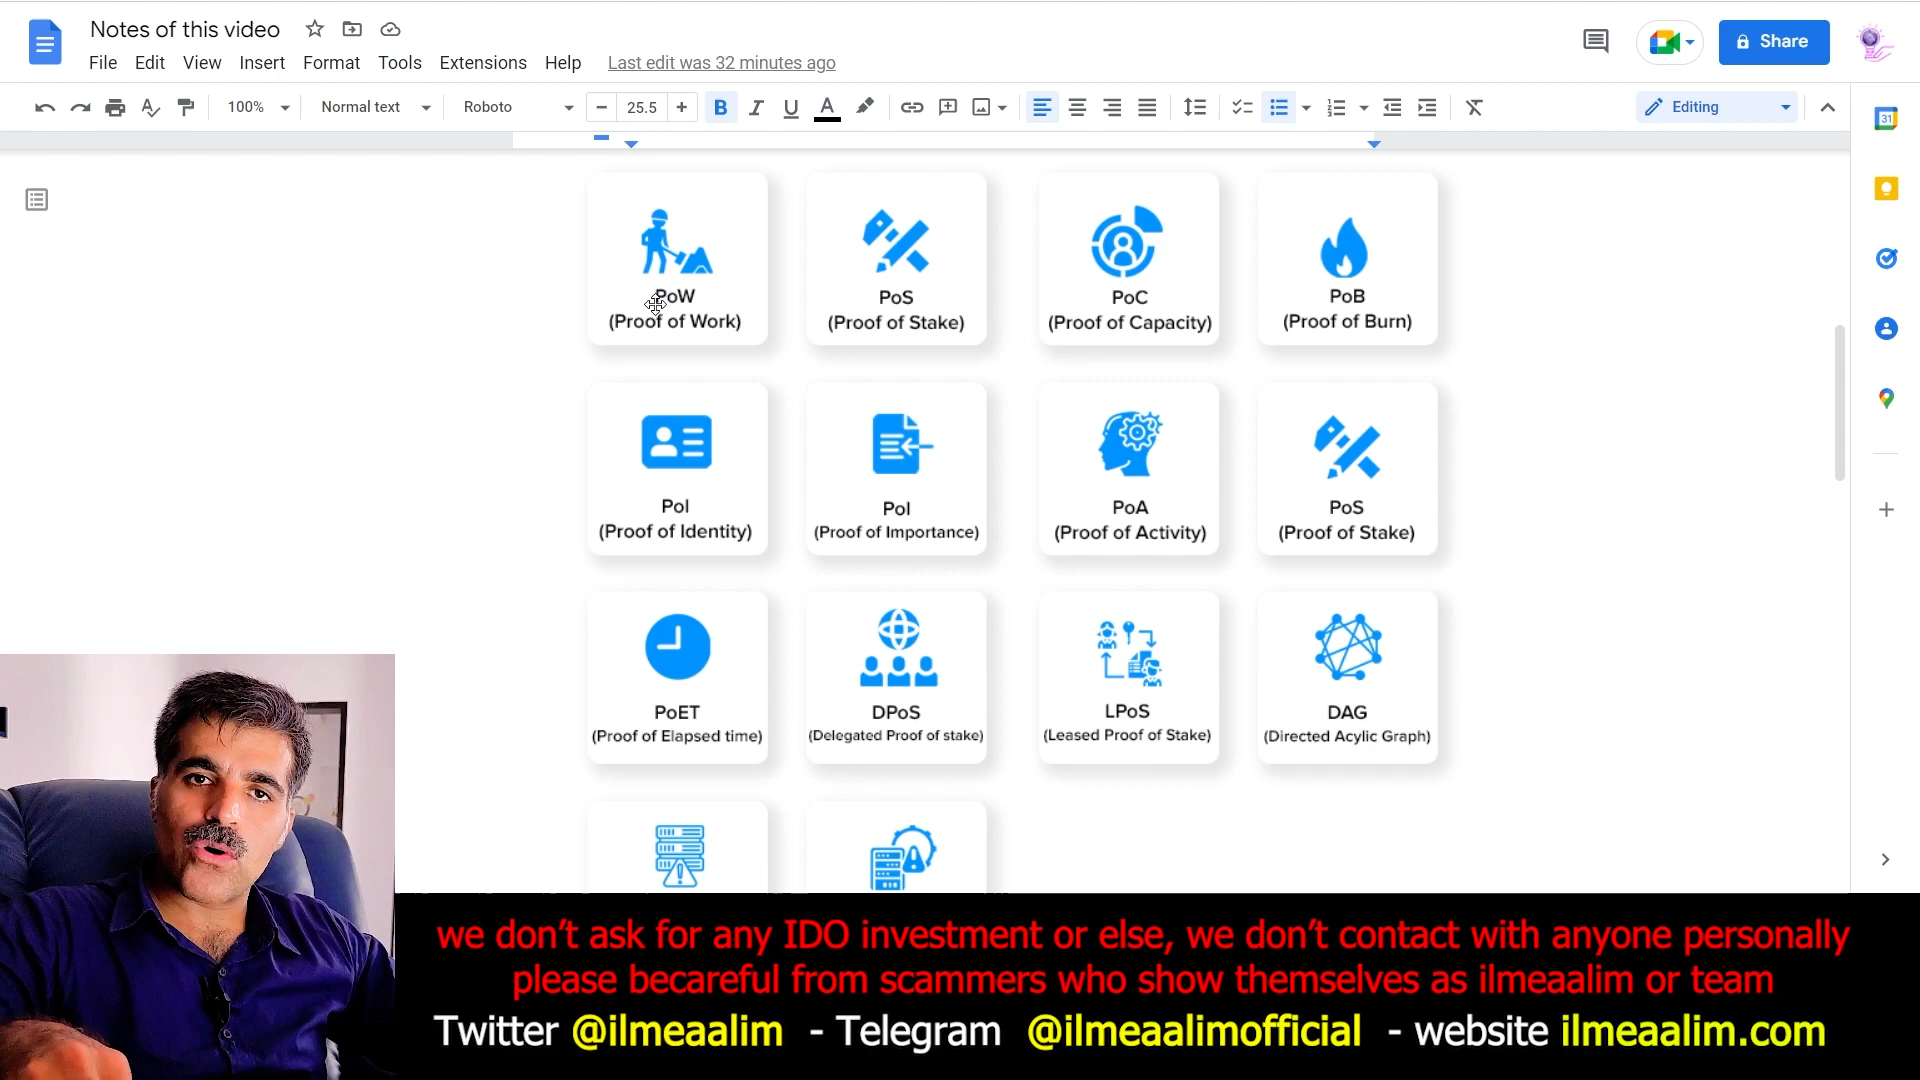 Notes of this video
File Edit View Insert Format Tools Extensions Help Last edit was 32 minutes ago
Share
100% Normal text Roboto 25.5 B I U A Editing
31
PoW
(Proof of Work)
PoS
(Proof of Stake)
PoC
(Proof of Capacity)
PoB
(Proof of Burn)
PoI
(Proof of Identity)
PoI
(Proof of Importance)
PoA
(Proof of Activity)
PoS
(Proof of Stake)
PoET
(Proof of Elapsed time)
DPoS
(Delegated Proof of stake)
LPoS
(Leased Proof of Stake)
DAG
(Directed Acylic Graph)
we don't ask for any IDO investment or else, we don't contact with anyone personally
please becareful from scammers who show themselves as ilmeaalim or team
Twitter @ilmeaalim - Telegram @ilmeaalimofficial - website ilmeaalim.com